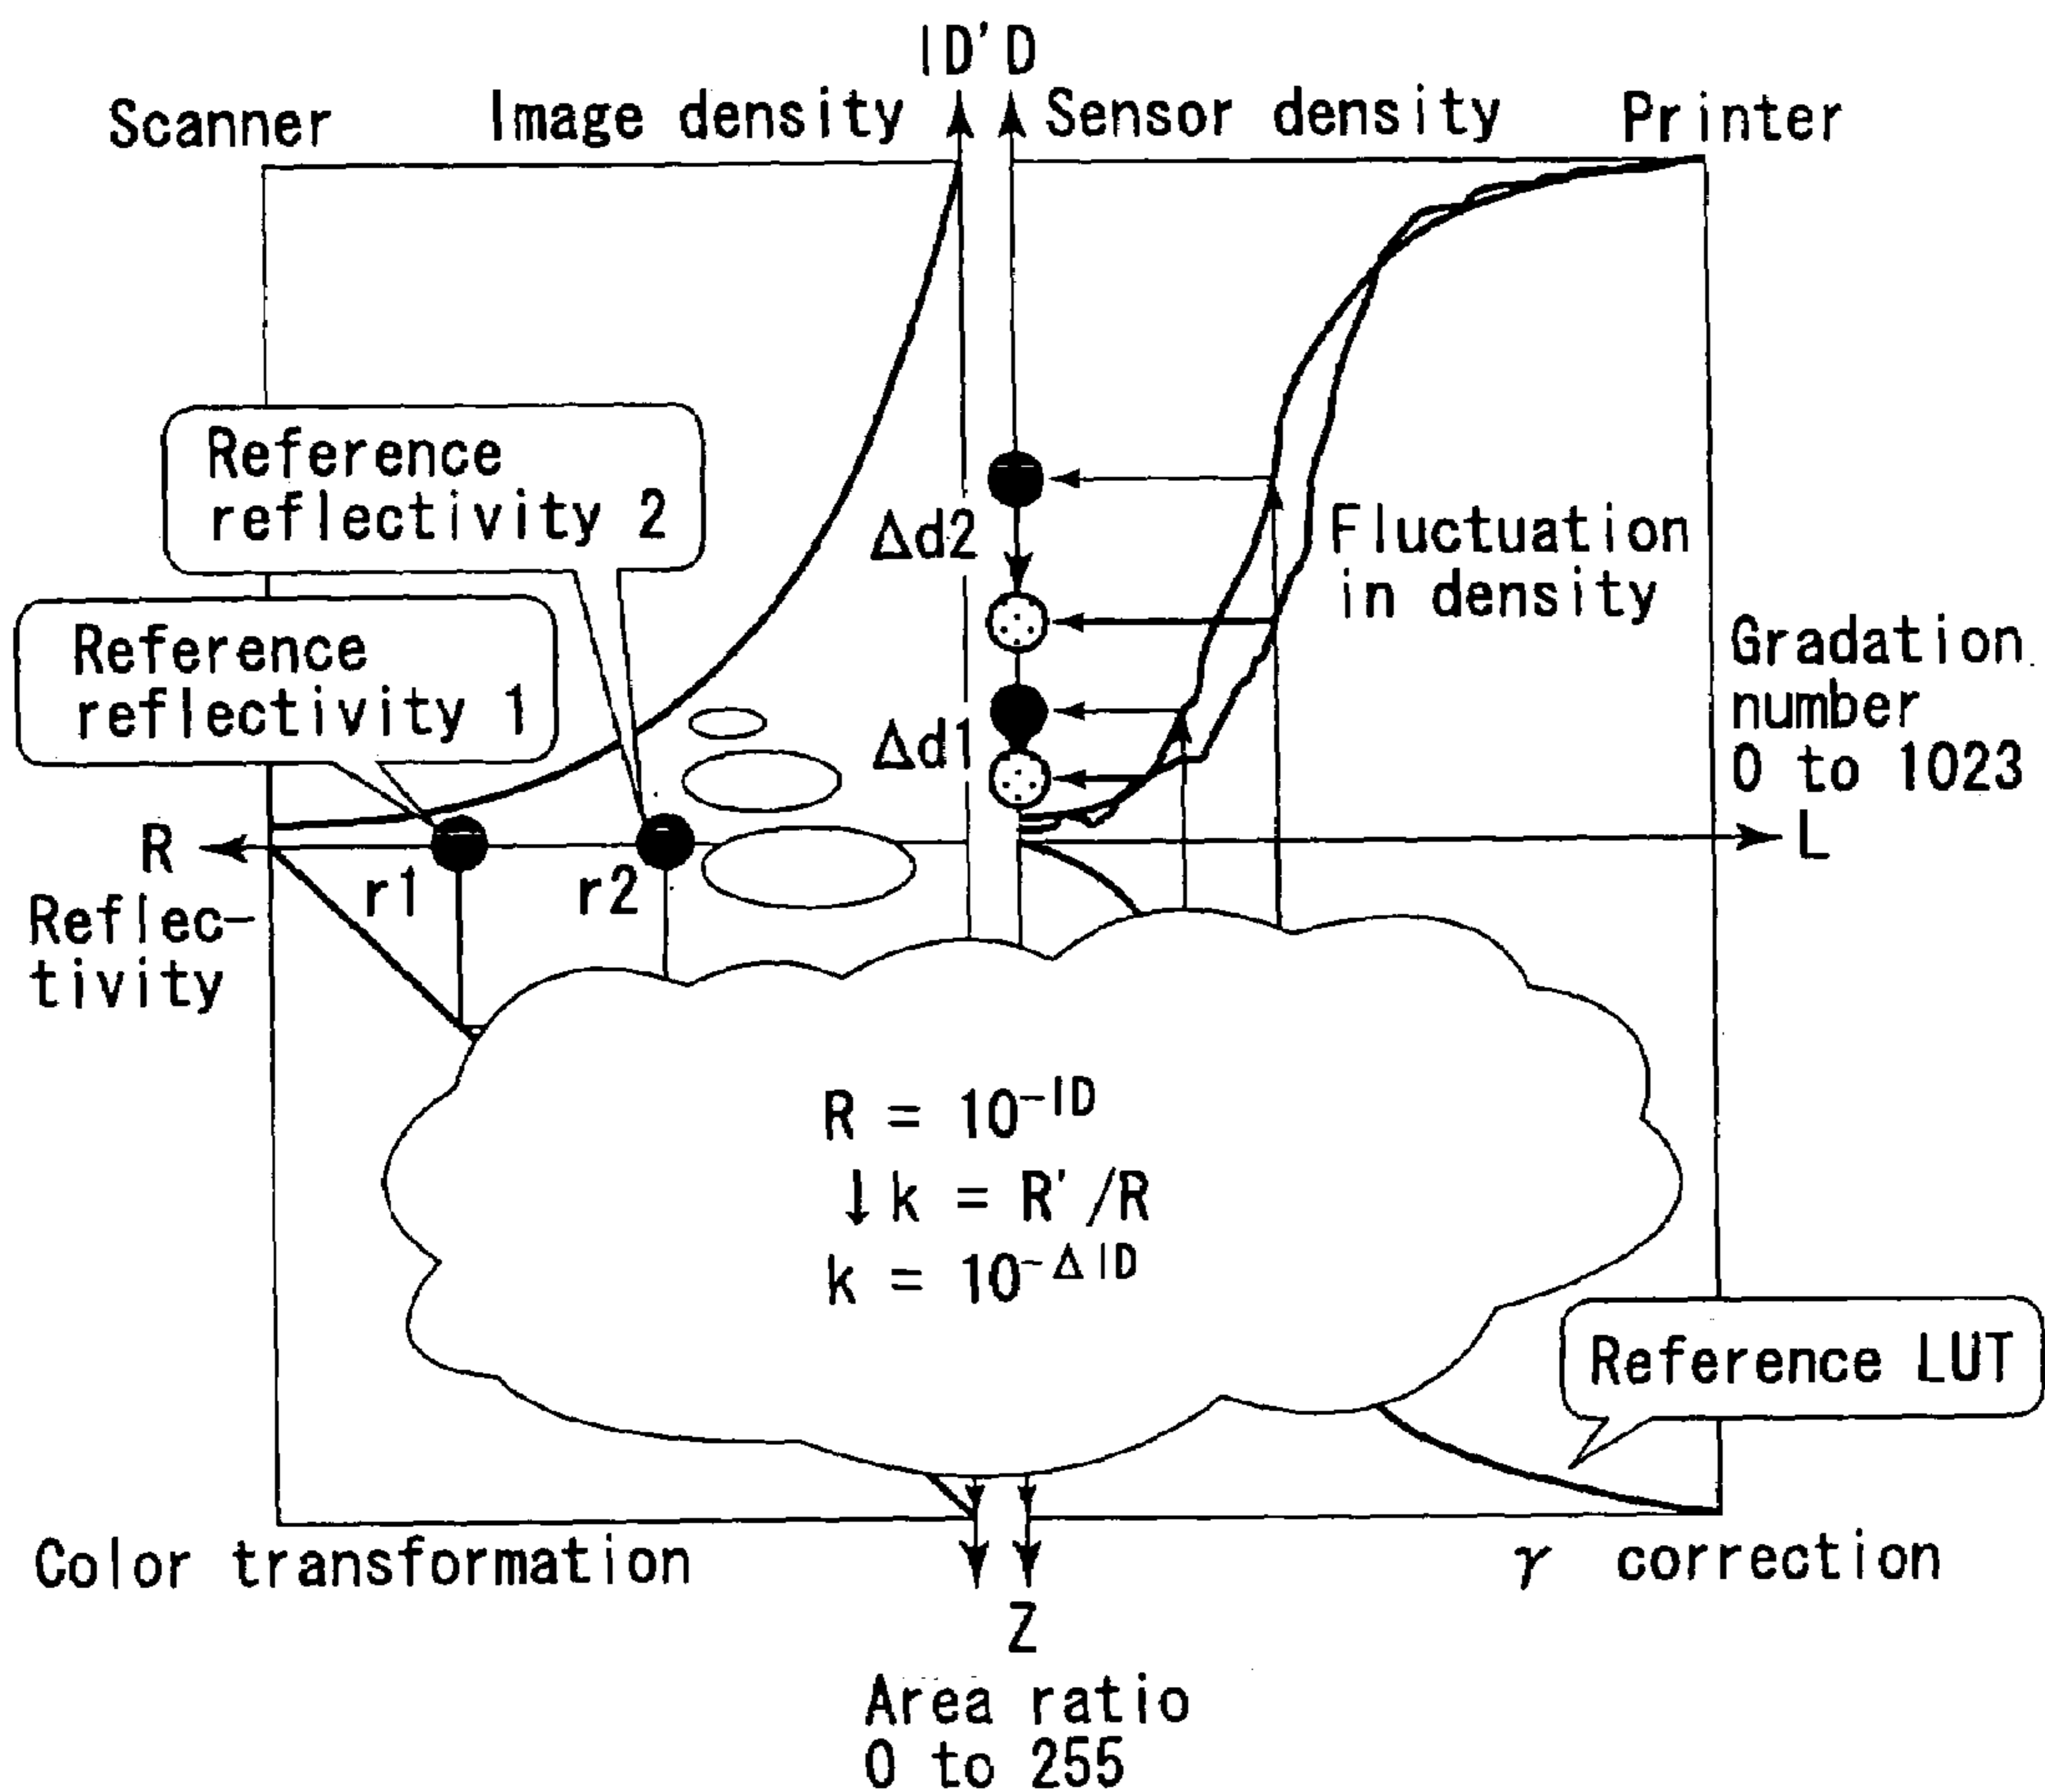 ID'D
Scanner
Image density
Sensor density
Printer
Reference
reflectivity 2
Δd2
Fluctuation
in density
Reference
reflectivity 1
Δd1
Gradation
number
0 to 1023
R
L
r1
r2
Reflec-
tivity
R = 10^-ID
↓k = R'/R
k = 10^-ΔID
Reference LUT
Color transformation
γ correction
Z
Area ratio
0 to 255